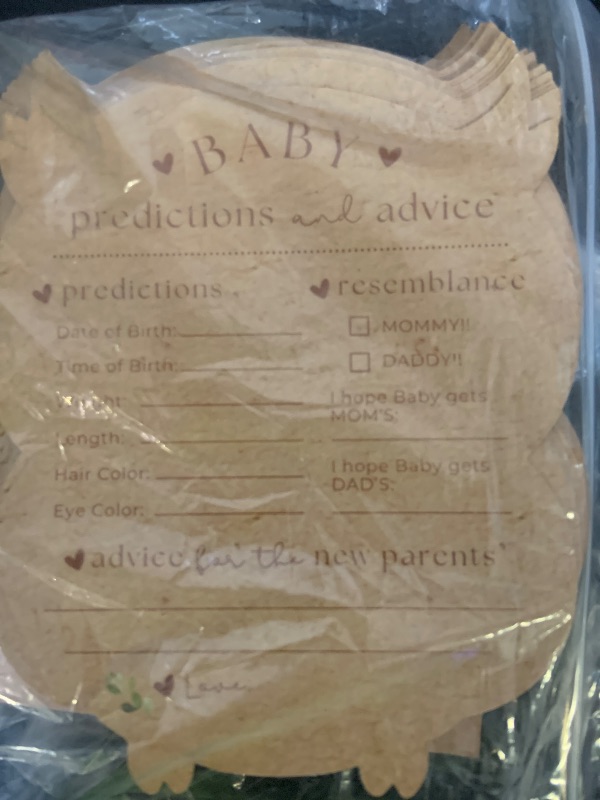 BABY
predictions and advice
predictions
Date of Birth:
Time of Birth:
Weight:
Length:
Hair Color:
Eye Color:
resemblance
MOMMY!!
DADDY!!
I hope Baby gets
MOM'S:
I hope Baby gets
DAD'S:
advice for the new parents
Love,